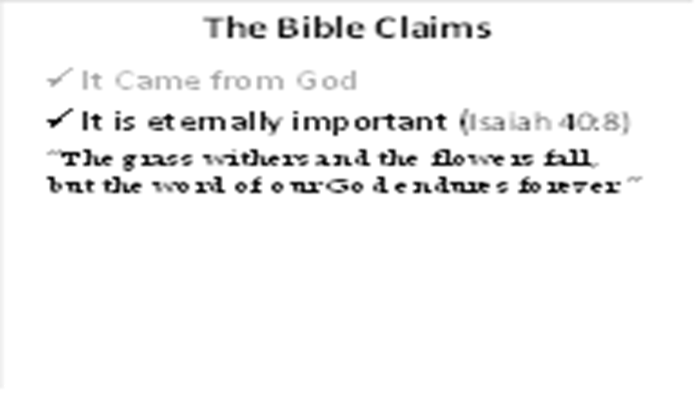 The Bible Claims
✓ It Came from God
✓ It is eternally important (Isaiah 40:8)
"The grass withers and the flowers fall,
but the word of our God endures forever"